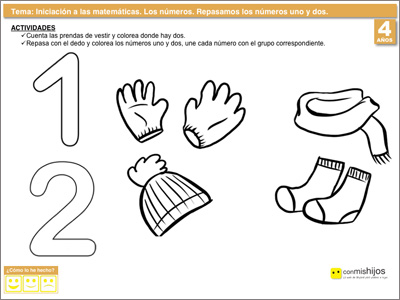 Tema: Iniciación a las matemáticas. Los números. Repasamos los números uno y dos.
4
AÑOS
ACTIVIDADES
✓Cuenta las prendas de vestir y colorea donde hay dos.
✓Repasa con el dedo y colorea los números uno y dos, une cada número con el grupo correspondiente.
1
2
¿Cómo lo he hecho?
conmishijos